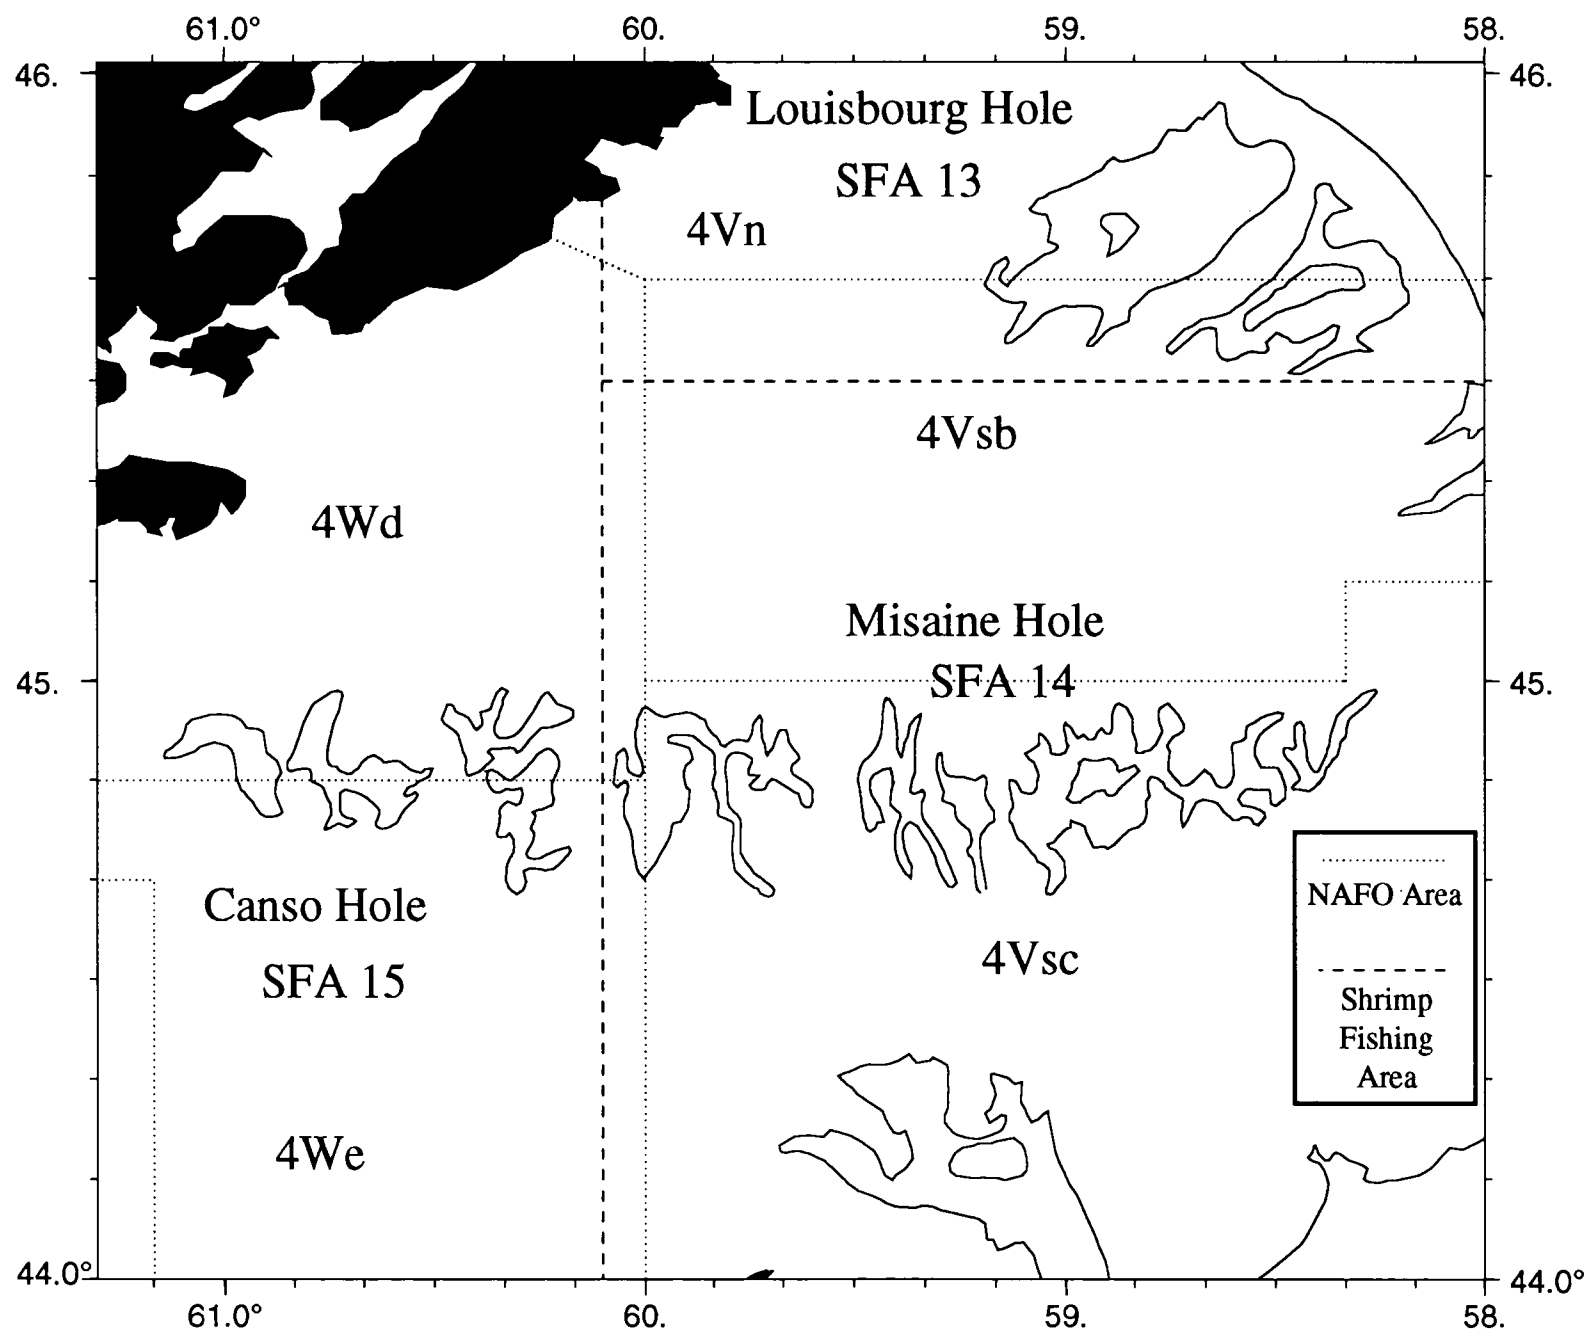 61.0° 60. 59. 58.
46. 46.
Louisbourg Hole
SFA 13
4Vn
4Vsb
4Wd
Misaine Hole
45. SFA 14 45.
Canso Hole
SFA 15
4Vsc
4We
NAFO Area
Shrimp
Fishing
Area
44.0° 44.0°
61.0° 60. 59. 58.